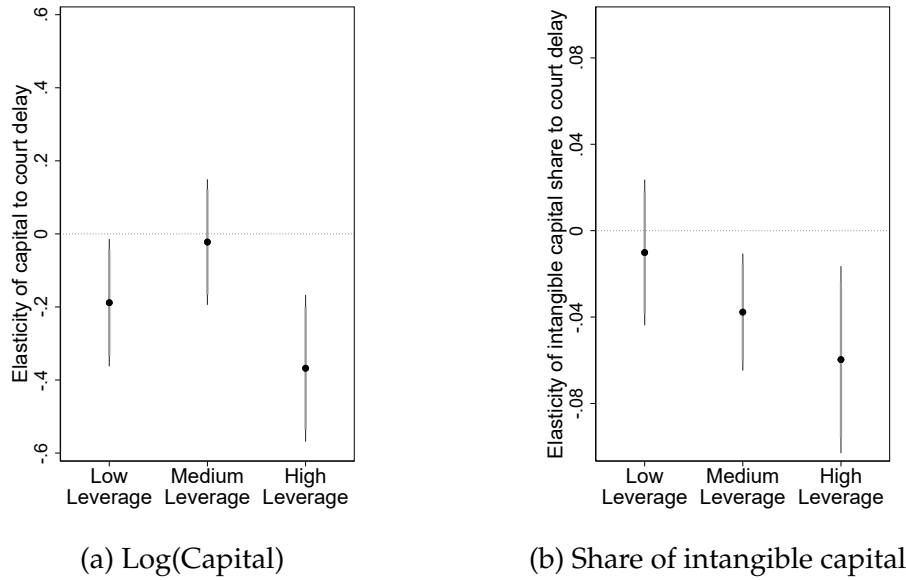 Elasticity of capital to court delay
.6
.4
.2
0
-.2
-.4
-.6
Low Leverage
Medium Leverage
High Leverage
(a) Log(Capital)
Elasticity of intangible capital share to court delay
.08
.04
0
-.04
-.08
Low Leverage
Medium Leverage
High Leverage
(b) Share of intangible capital